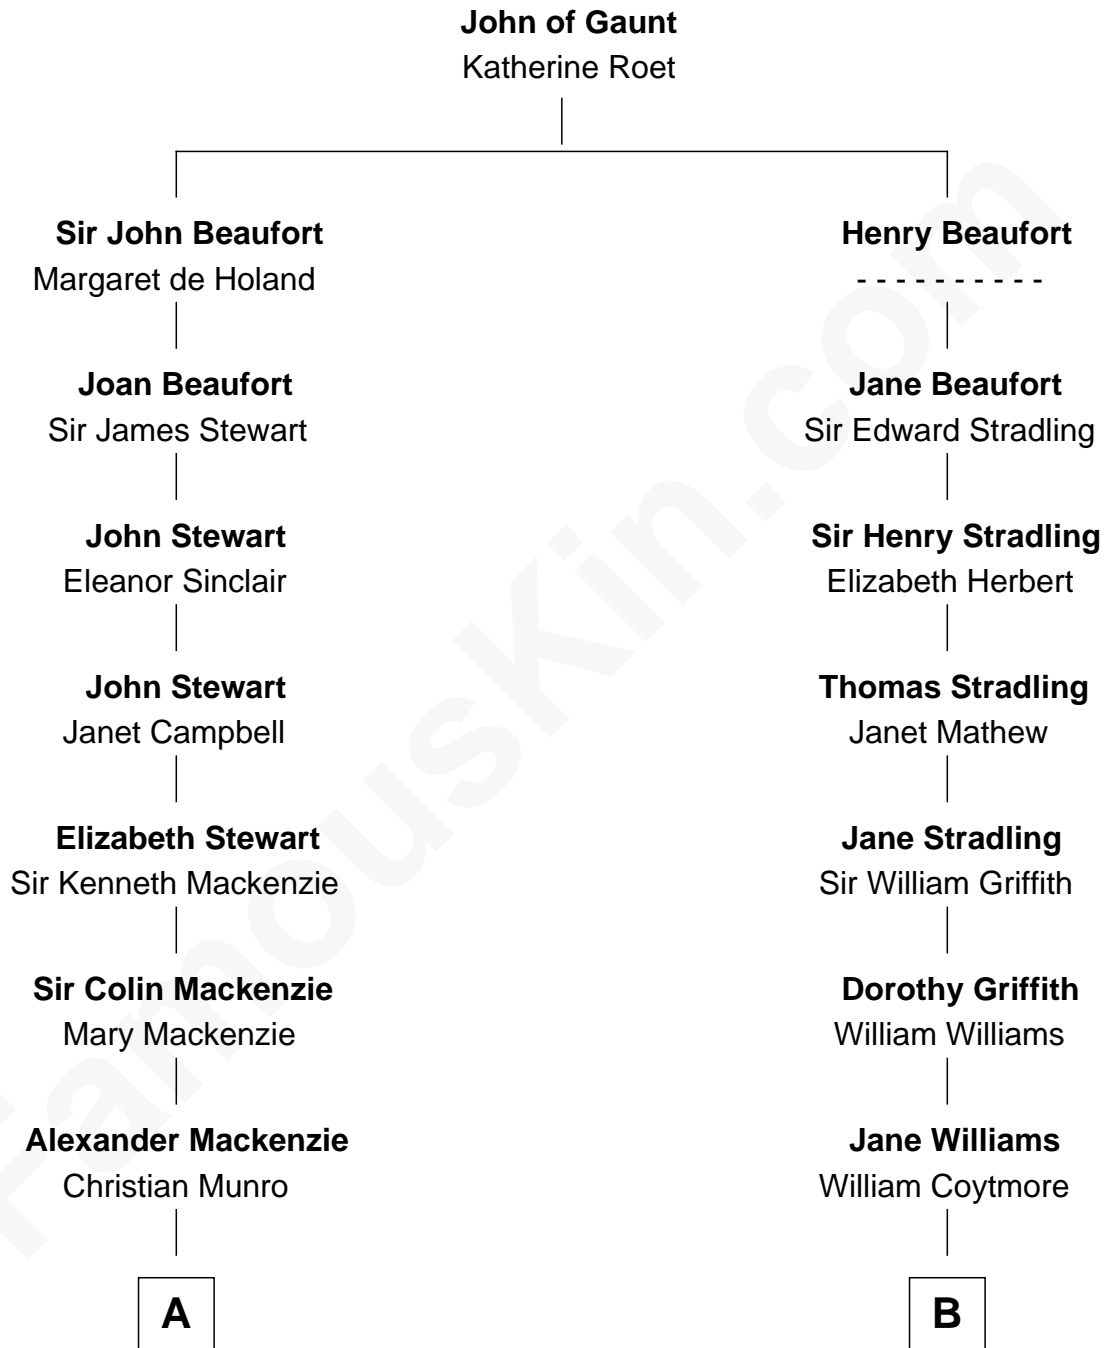 John of Gaunt
Katherine Roet
Sir John Beaufort
Margaret de Holand
Joan Beaufort
Sir James Stewart
John Stewart
Eleanor Sinclair
John Stewart
Janet Campbell
Elizabeth Stewart
Sir Kenneth Mackenzie
Sir Colin Mackenzie
Mary Mackenzie
Alexander Mackenzie
Christian Munro
A
Henry Beaufort
- - - - - - - - - -
Jane Beaufort
Sir Edward Stradling
Sir Henry Stradling
Elizabeth Herbert
Thomas Stradling
Janet Mathew
Jane Stradling
Sir William Griffith
Dorothy Griffith
William Williams
Jane Williams
William Coytmore
B
FamousKin.com